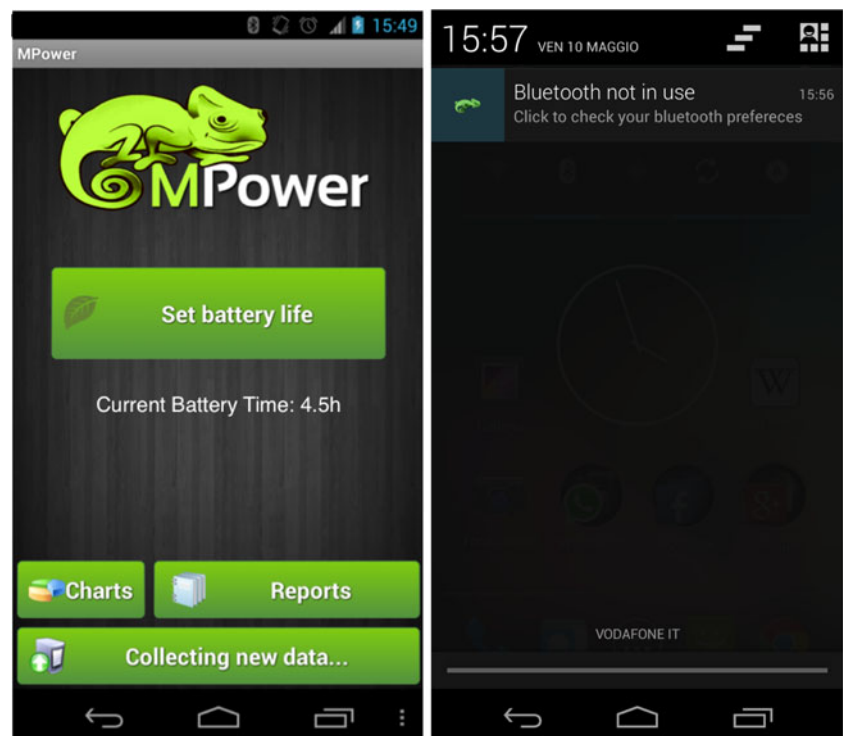 15:49
MPower
MPower
Set battery life
Current Battery Time: 4.5h
Charts
Reports
Collecting new data...
15:57 VEN 10 MAGGIO
Bluetooth not in use 15:56
Click to check your bluetooth prefereces
W
VODAFONE IT